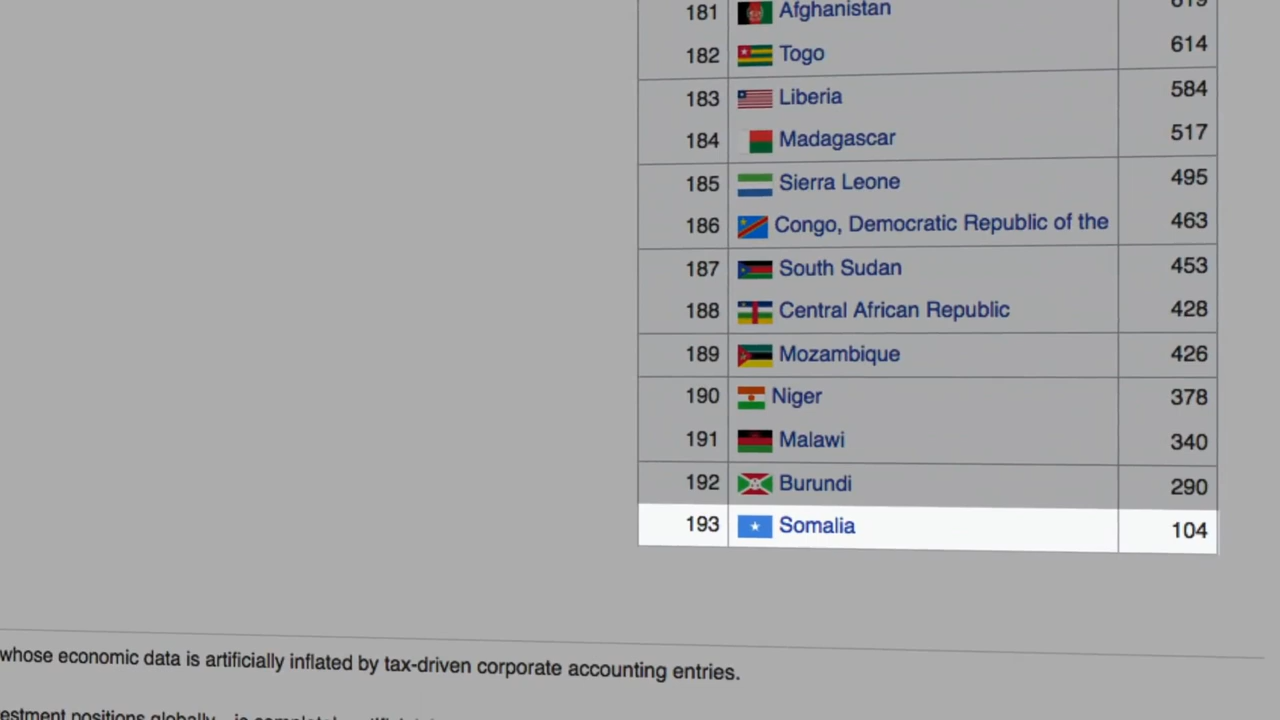 181 Afghanistan 619
182 Togo 614
183 Liberia 584
184 Madagascar 517
185 Sierra Leone 495
186 Congo, Democratic Republic of the 463
187 South Sudan 453
188 Central African Republic 428
189 Mozambique 426
190 Niger 378
191 Malawi 340
192 Burundi 290
193 Somalia 104
whose economic data is artificially inflated by tax-driven corporate accounting entries.
positions globally